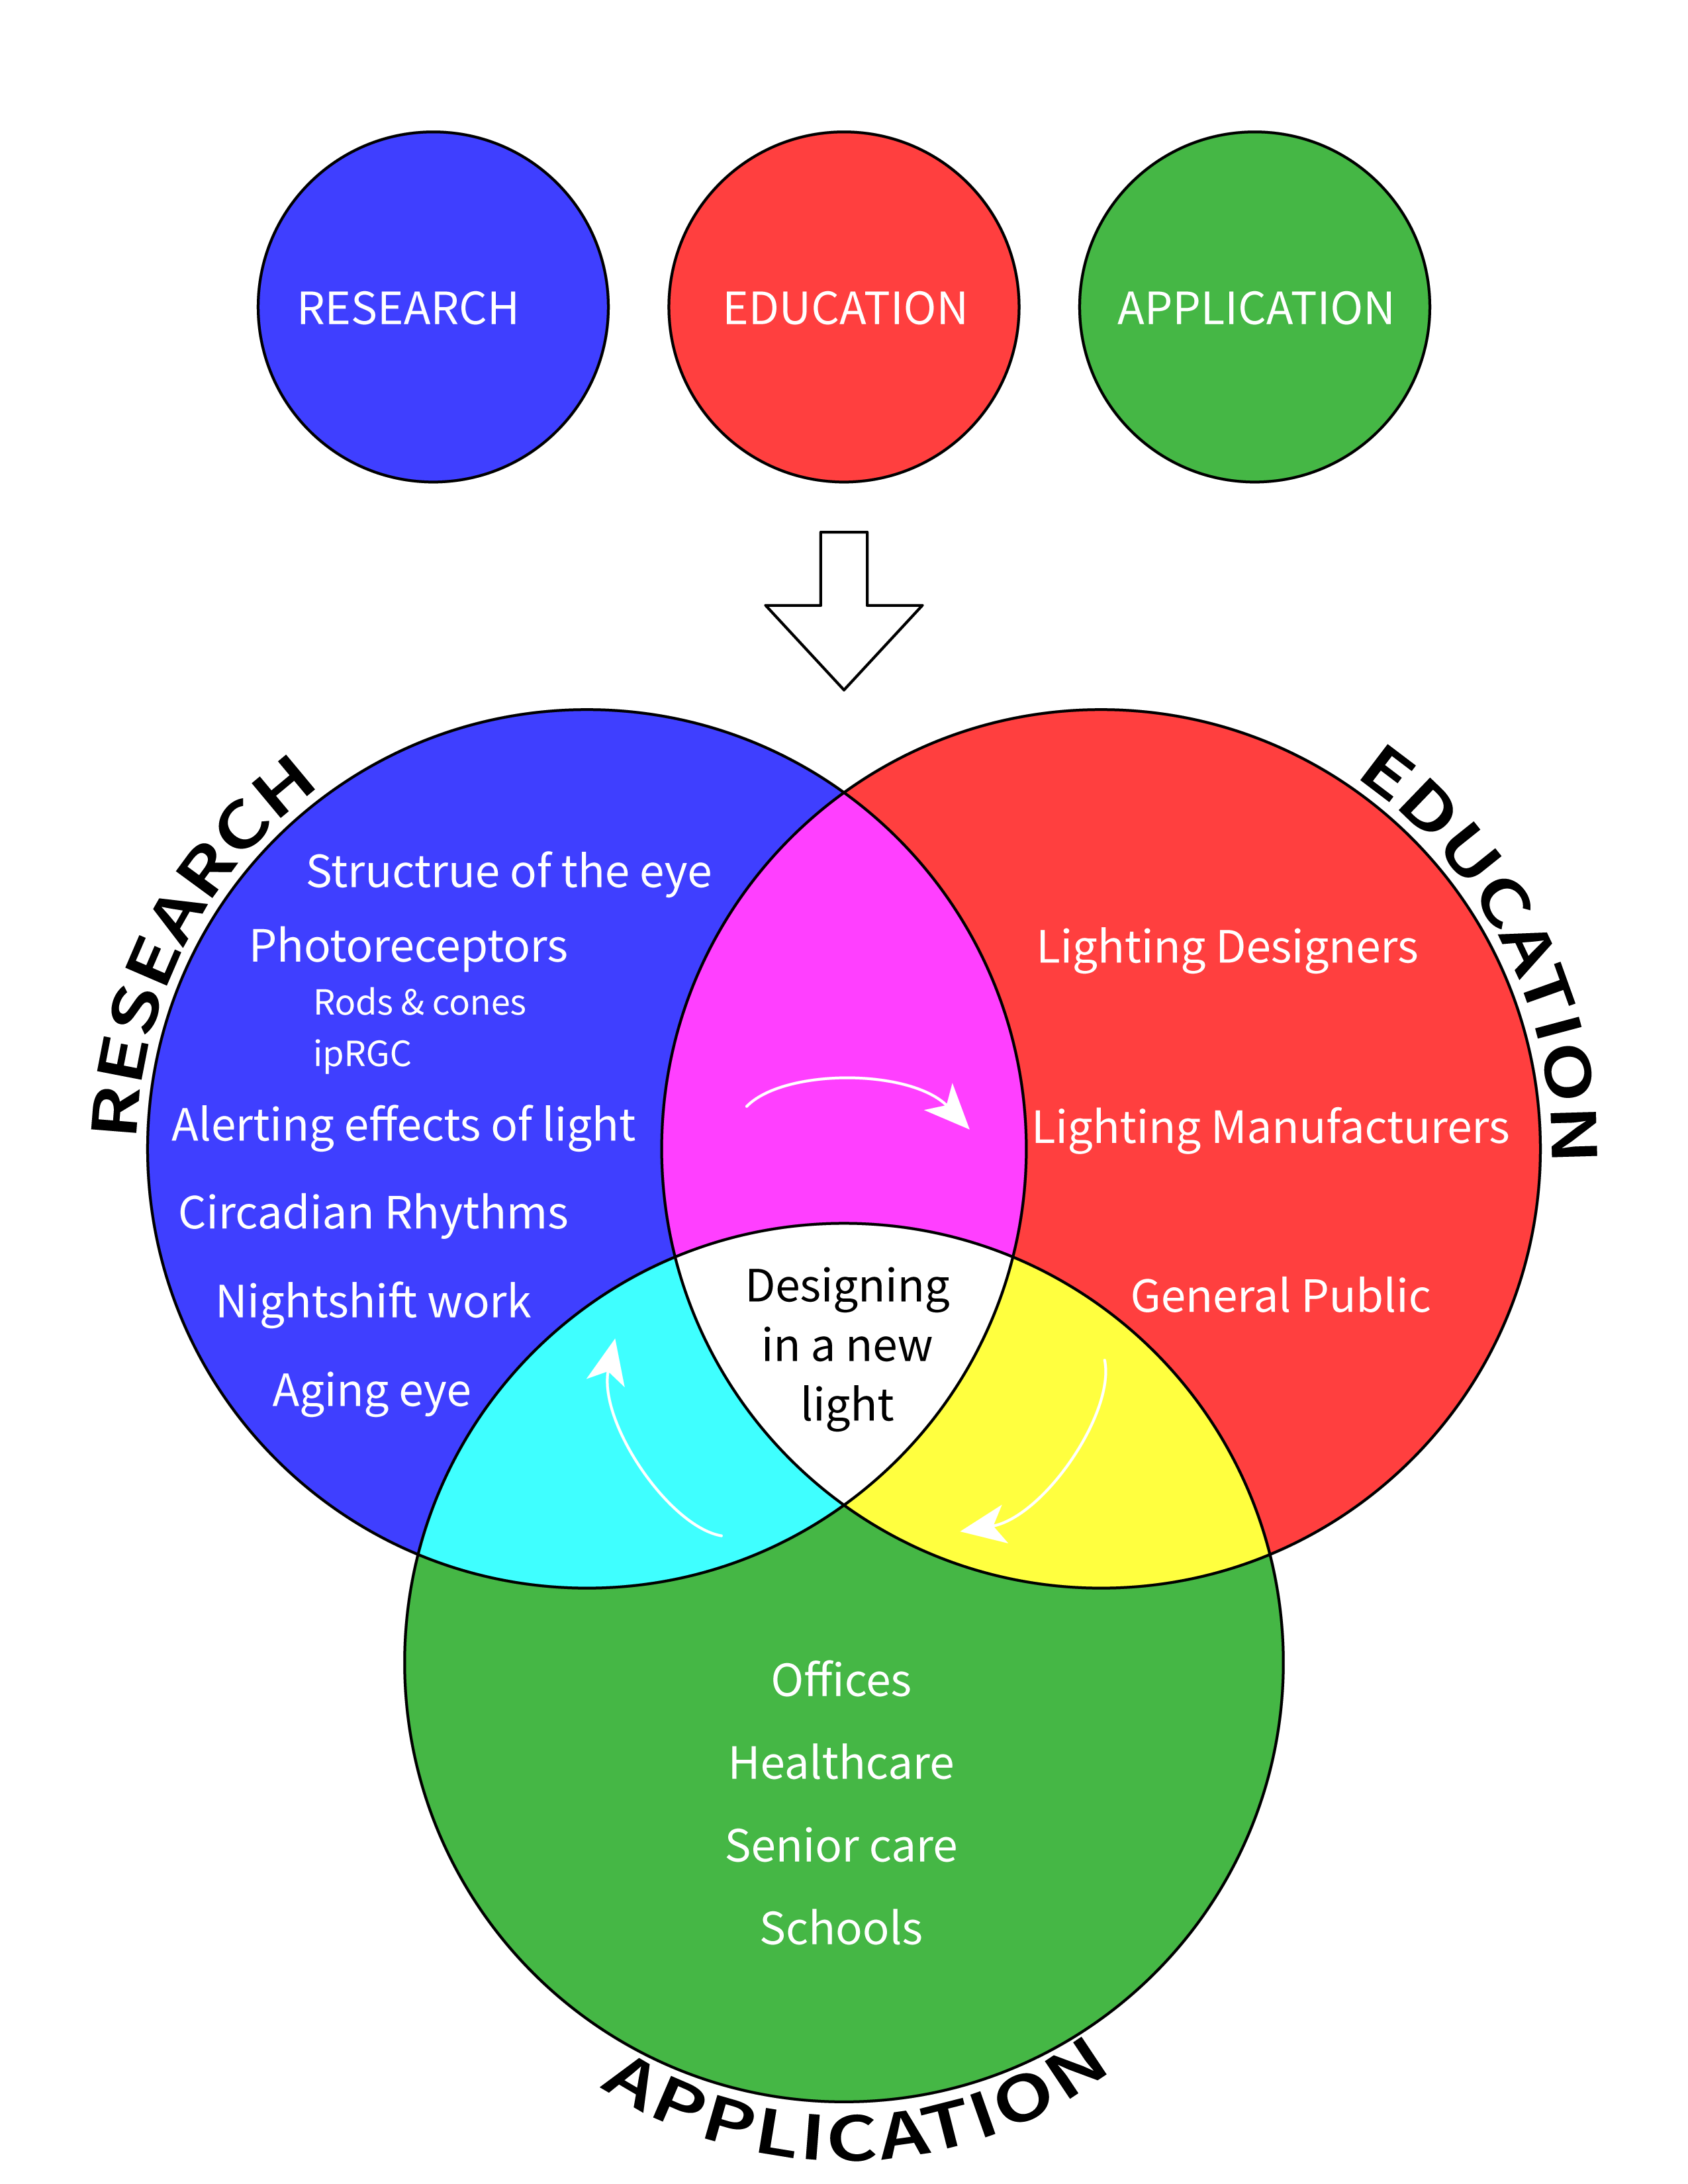 RESEARCH
EDUCATION
APPLICATION
RESEARCH
Structrue of the eye
Photoreceptors
Rods & cones
ipRGC
Alerting effects of light
Circadian Rhythms
Nightshift work
Aging eye
EDUCATION
Lighting Designers
Lighting Manufacturers
General Public
Designing
in a new
light
Offices
Healthcare
Senior care
Schools
APPLICATION